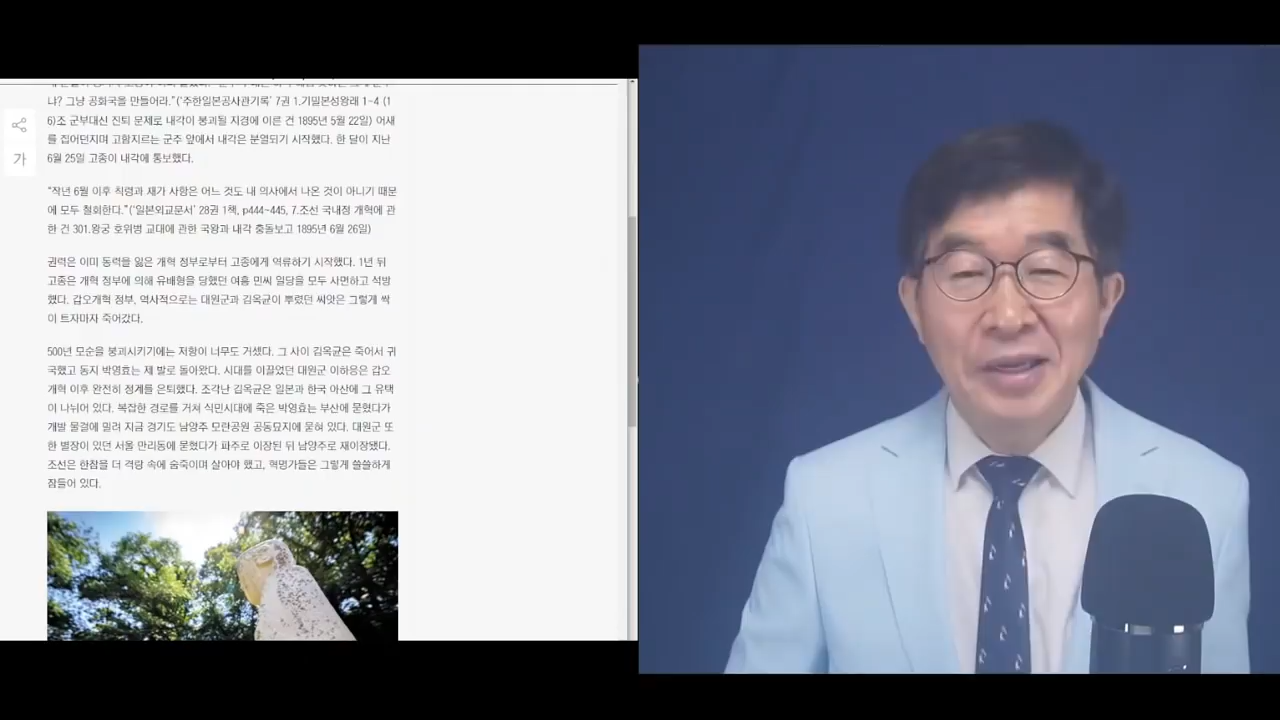 나? 그냥 공화국을 만들어라.”(‘주한일본공사관기록’ 7권 1.기밀본성왕래 1~4 (1
6)조 군부대신 진퇴 문제로 내각이 붕괴될 지경에 이른 건 1895년 5월 22일) 어새
를 집어던지며 고함지르는 군주 앞에서 내각은 분열되기 시작했다. 한 달이 지난
가
6월 25일 고종이 내각에 통보했다.
“작년 6월 이후 칙령과 재가 사항은 어느 것도 내 의사에서 나온 것이 아니기 때문
에 모두 철회한다.”(‘일본외교문서’ 28권 1책, p444~445, 7.조선 국내정 개혁에 관
한 건 301.왕궁 호위병 교대에 관한 국왕과 내각 충돌보고 1895년 6월 26일)
권력은 이미 동력을 잃은 개혁 정부로부터 고종에게 역류하기 시작했다. 1년 뒤
고종은 개혁 정부에 의해 유배형을 당했던 여흥 민씨 일당을 모두 사면하고 석방
했다. 갑오개혁 정부, 역사적으로는 대원군과 김옥균이 뿌렸던 씨앗은 그렇게 싹
이 트자마자 죽어갔다.
500년 모순을 붕괴시키기에는 저항이 너무도 거셌다. 그 사이 김옥균은 죽어서 귀
국했고 동지 박영효는 제 발로 돌아왔다. 시대를 이끌었던 대원군 이하응은 갑오
개혁 이후 완전히 정계를 은퇴했다. 조각난 김옥균은 일본과 한국 아산에 그 유택
이 나뉘어 있다. 복잡한 경로를 거쳐 식민시대에 죽은 박영효는 부산에 묻혔다가
개발 물결에 밀려 지금 경기도 남양주 모란공원 공동묘지에 묻혀 있다. 대원군 또
한 별장이 있던 서울 만리동에 묻혔다가 파주로 이장된 뒤 남양주로 재이장됐다.
조선은 한참을 더 격랑 속에 숨죽이며 살아야 했고, 혁명가들은 그렇게 쓸쓸하게
잠들어 있다.